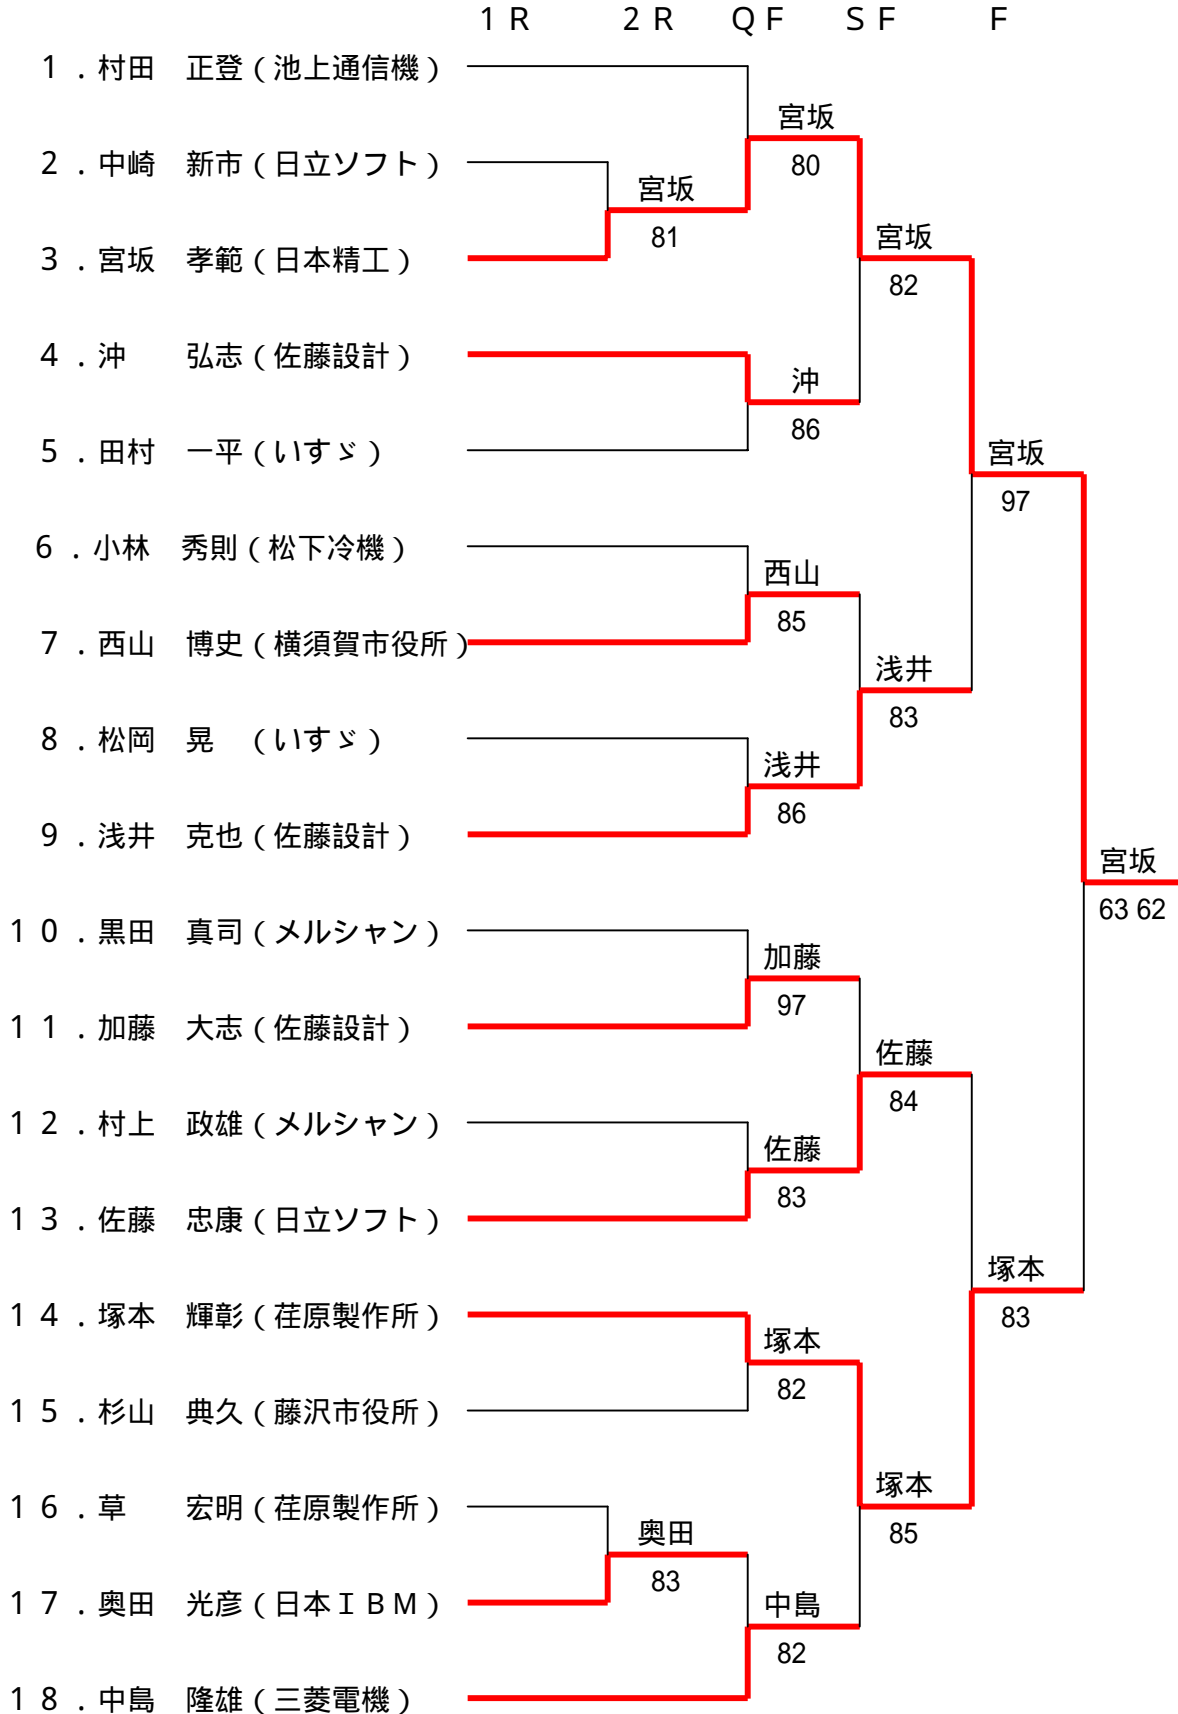 １Ｒ ２Ｒ ＱＦ ＳＦ Ｆ
１．村田　正登（池上通信機）
宮坂
２．中崎　新市（日立ソフト）
80
宮坂
81
宮坂
３．宮坂　孝範（日本精工）
82
４．沖　　弘志（佐藤設計）
沖
86
５．田村　一平（いすゞ）
宮坂
97
６．小林　秀則（松下冷機）
西山
85
７．西山　博史（横須賀市役所）
浅井
83
８．松岡　晃　（いすゞ）
浅井
86
９．浅井　克也（佐藤設計）
宮坂
63 62
１０．黒田　真司（メルシャン）
加藤
97
１１．加藤　大志（佐藤設計）
佐藤
84
１２．村上　政雄（メルシャン）
佐藤
83
１３．佐藤　忠康（日立ソフト）
塚本
83
１４．塚本　輝彰（荏原製作所）
塚本
82
１５．杉山　典久（藤沢市役所）
塚本
85
１６．草　　宏明（荏原製作所）
奥田
83
１７．奥田　光彦（日本ＩＢＭ）
中島
82
１８．中島　隆雄（三菱電機）